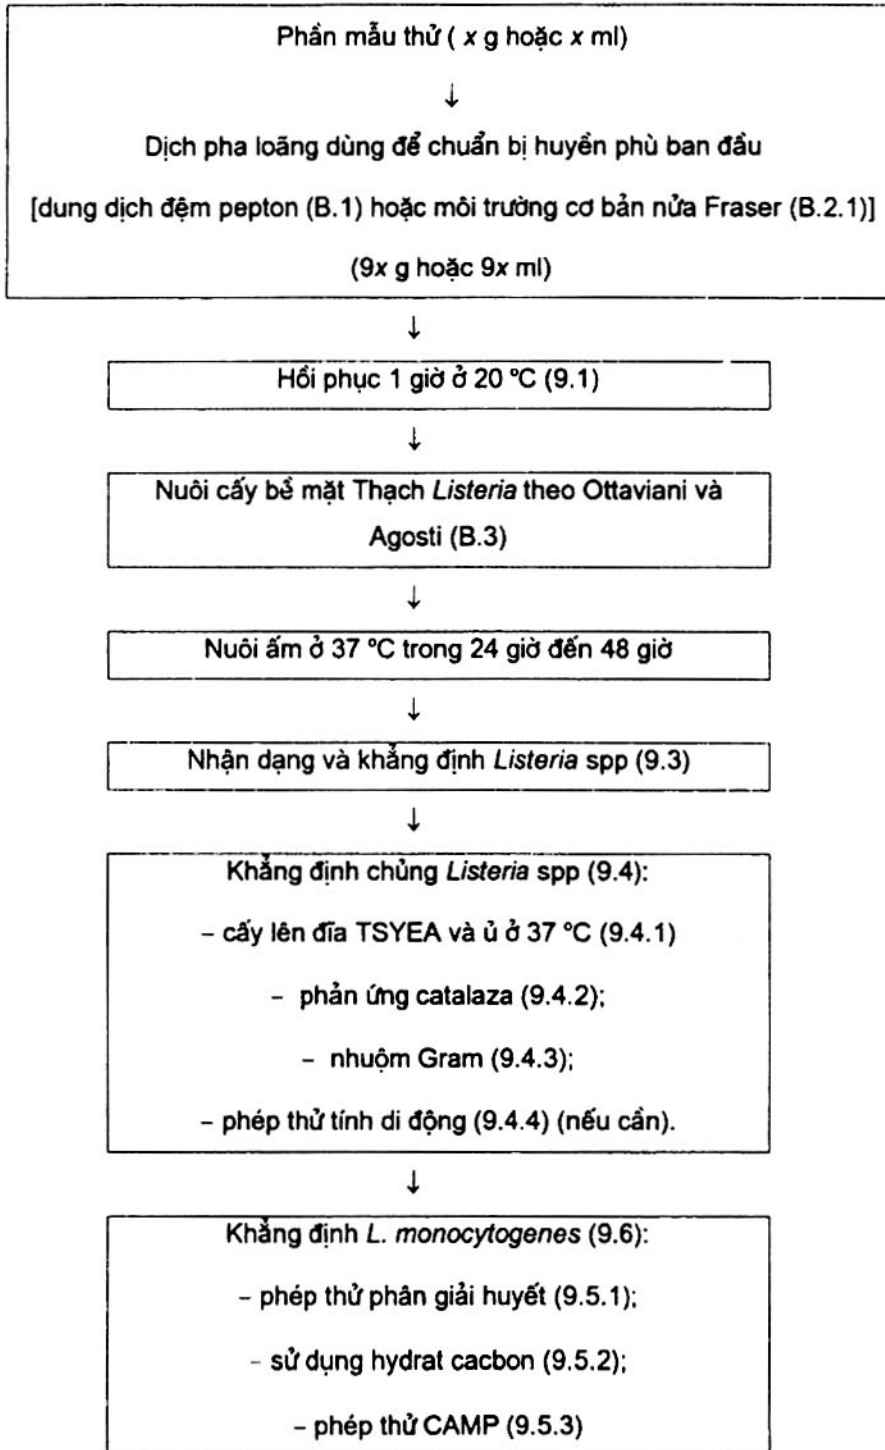 Phần mẫu thử ( x g hoặc x ml)
↓
Dịch pha loãng dùng để chuẩn bị huyền phù ban đầu
[dung dịch đệm pepton (B.1) hoặc môi trường cơ bản nửa Fraser (B.2.1)]
(9x g hoặc 9x ml)
↓
Hồi phục 1 giờ ở 20 °C (9.1)
↓
Nuôi cấy bề mặt Thạch Listeria theo Ottaviani và
Agosti (B.3)
↓
Nuôi ấm ở 37 °C trong 24 giờ đến 48 giờ
↓
Nhận dạng và khẳng định Listeria spp (9.3)
↓
Khẳng định chủng Listeria spp (9.4):
– cấy lên đĩa TSYEA và ủ ở 37 °C (9.4.1)
– phản ứng catalaza (9.4.2);
– nhuộm Gram (9.4.3);
– phép thử tính di động (9.4.4) (nếu cần).
↓
Khẳng định L. monocytogenes (9.6):
– phép thử phân giải huyết (9.5.1);
– sử dụng hydrat cacbon (9.5.2);
– phép thử CAMP (9.5.3)